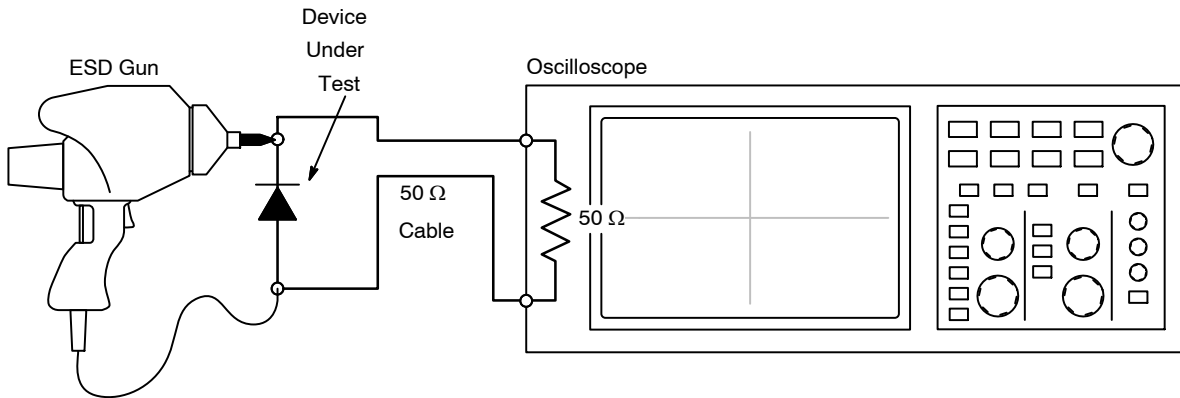 Device
Under
Test
ESD Gun
Oscilloscope
50 Ω
Cable
50 Ω